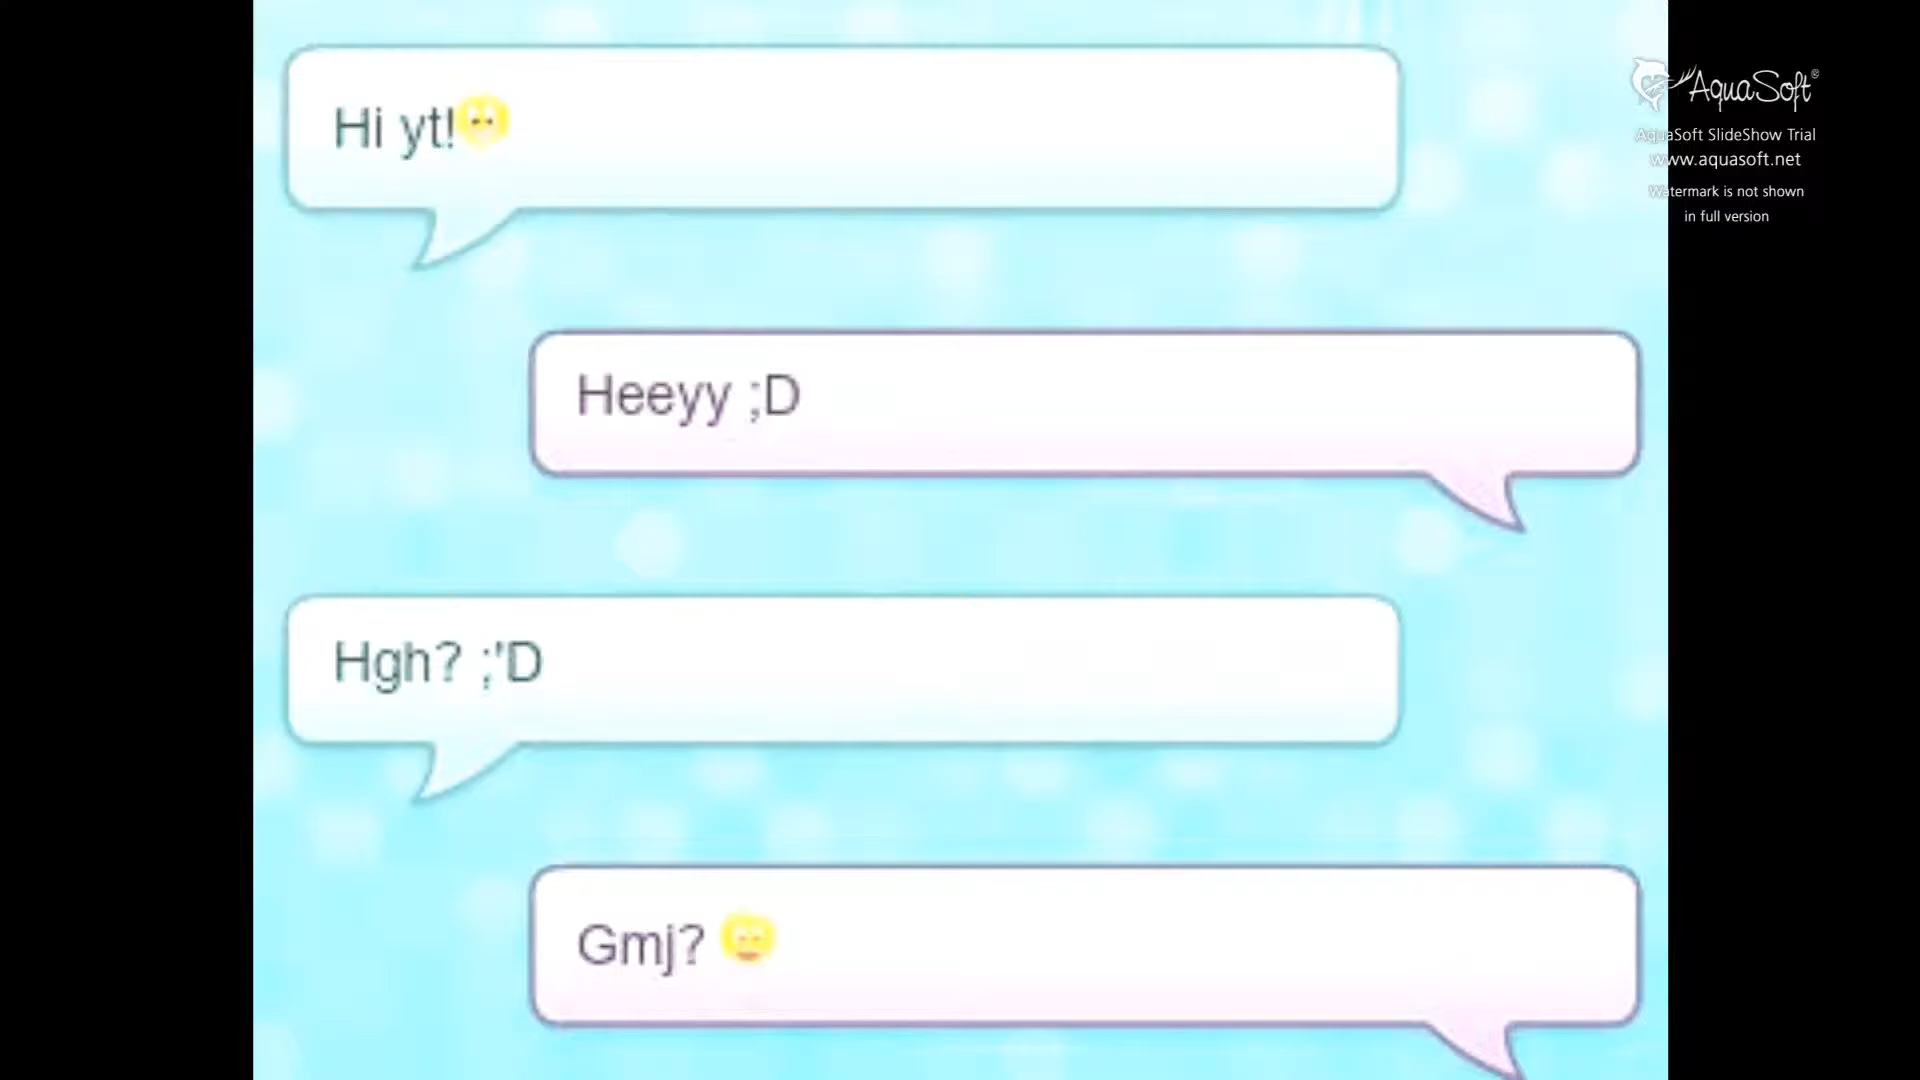 Hi yt!
AquaSoft®
AquaSoft SlideShow Trial
www.aquasoft.net
Watermark is not shown
in full version
Heeyy ;D
Hgh? ;'D
Gmj?